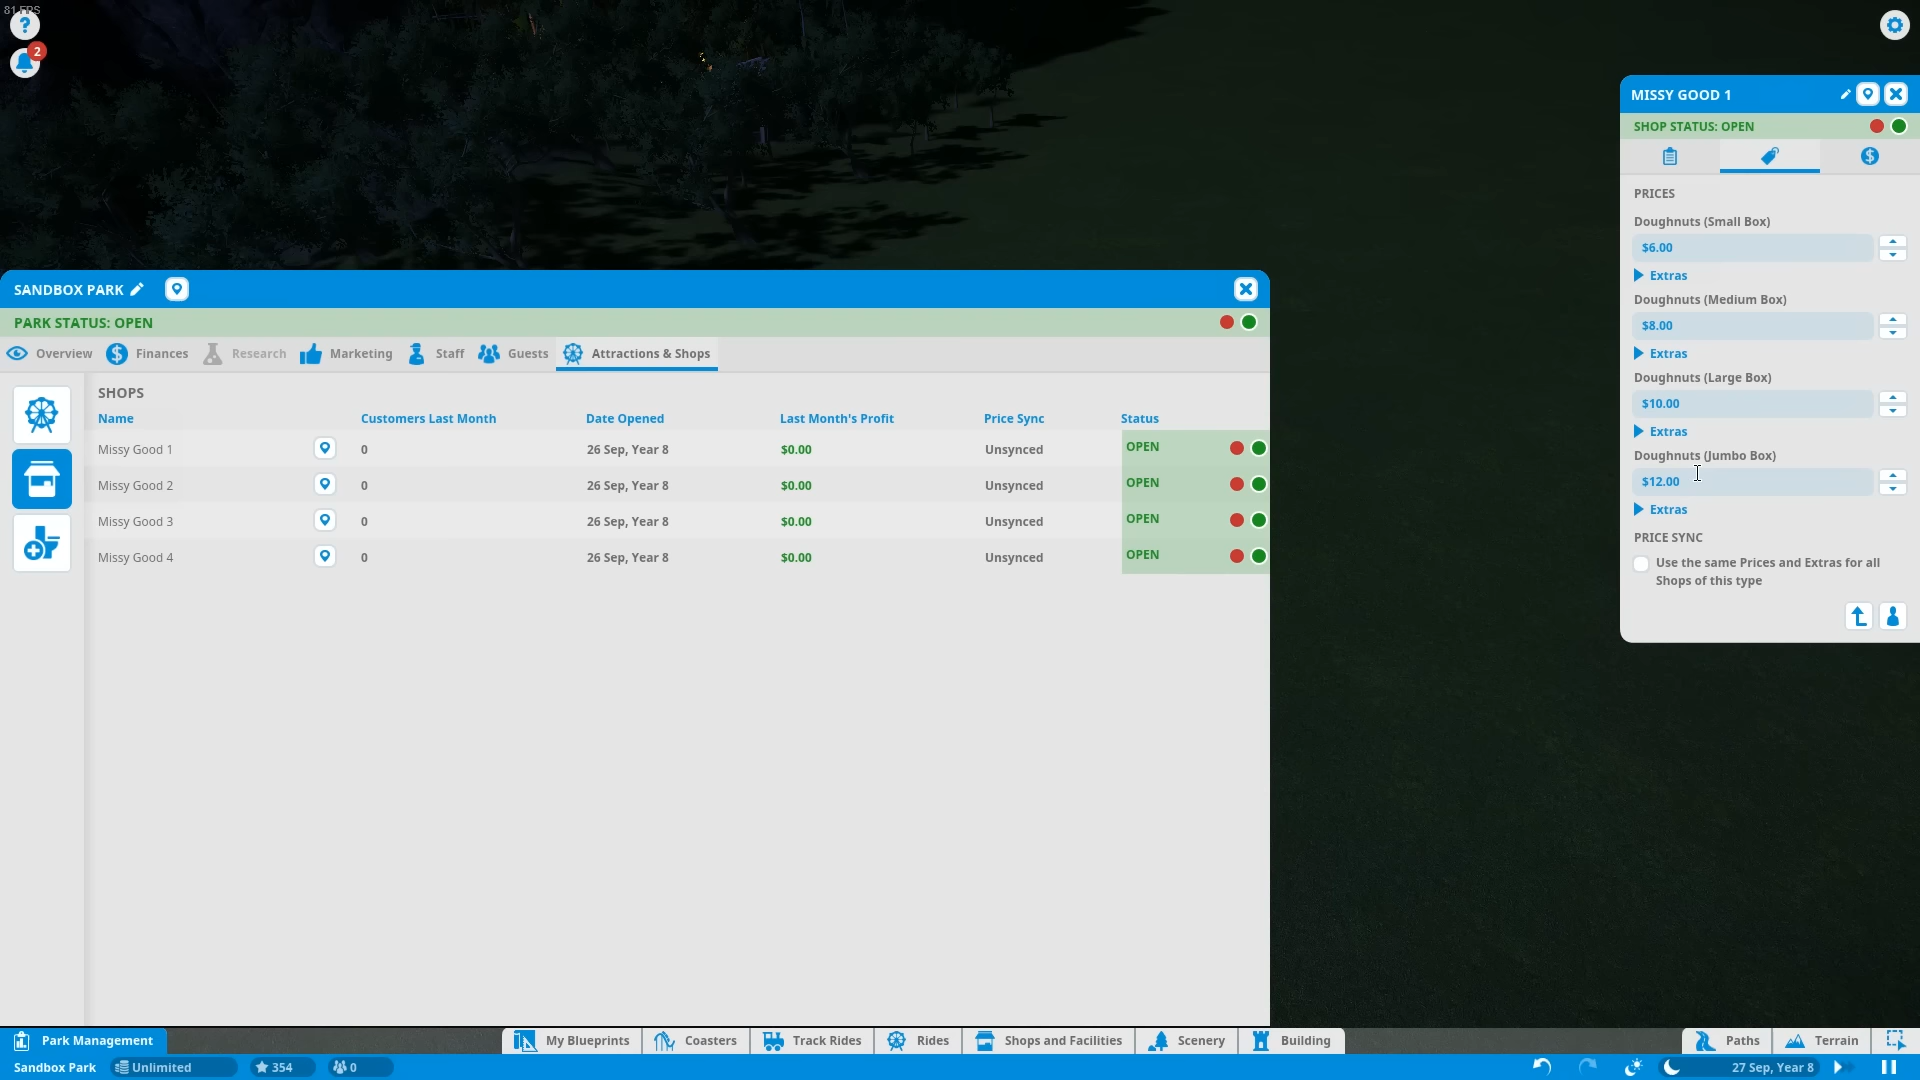 81 FPS
?
2
MISSY GOOD 1
SHOP STATUS: OPEN
PRICES
Doughnuts (Small Box)
$6.00
Extras
Doughnuts (Medium Box)
$8.00
Extras
Doughnuts (Large Box)
$10.00
Extras
Doughnuts (Jumbo Box)
$12.00
Extras
PRICE SYNC
Use the same Prices and Extras for all
Shops of this type
SANDBOX PARK
PARK STATUS: OPEN
Overview Finances Research Marketing Staff Guests Attractions & Shops
SHOPS
Name Customers Last Month Date Opened Last Month's Profit Price Sync Status
Missy Good 1 0 26 Sep, Year 8 $0.00 Unsynced OPEN
Missy Good 2 0 26 Sep, Year 8 $0.00 Unsynced OPEN
Missy Good 3 0 26 Sep, Year 8 $0.00 Unsynced OPEN
Missy Good 4 0 26 Sep, Year 8 $0.00 Unsynced OPEN
Park Management My Blueprints Coasters Track Rides Rides Shops and Facilities Scenery Building Paths Terrain
Sandbox Park Unlimited 354 0 27 Sep, Year 8